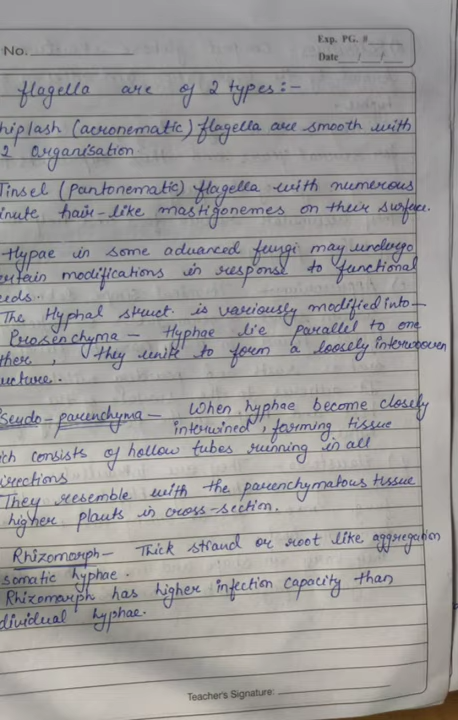 Exp. PG. #
No.
Date / /
flagella are of 2 types:-
hiplash (acronematic) flagella are smooth with
2 Organisation.
Tinsel (pantonematic) flagella with numerous
inute hair-like mastigonemes on their surface.
Hypae in some advanced fungi may undergo
ertain modifications in response to functional
eeds.
The Hyphal struct. is variously modified into-
Prosenchyma - Hyphae lie parallel to one
ther, they unite to form a loosely interwoven
ucture.
Seudo-parenchyma - When hyphae become closely
interwined, forming tissue
ich consists of hollow tubes running in all
irections
They resemble with the parenchymatous tissue
higher plants in cross-section.
Rhizomorph- Thick strand or root like aggregation
somatic hyphae.
Rhizomorph has higher infection capacity than
dividual hyphae.
Teacher's Signature: